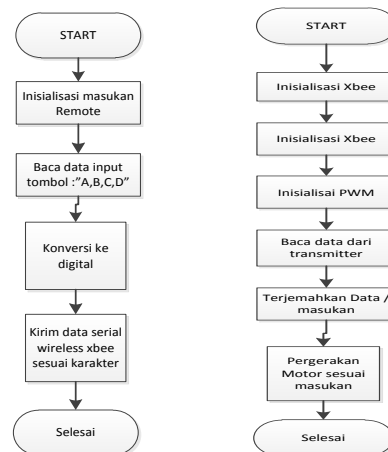 START
Inisialisasi masukan
Remote
Baca data input
tombol :”A,B,C,D”
Konversi ke
digital
Kirim data serial
wireless xbee
sesuai karakter
Selesai
START
Inisialisasi Xbee
Inisialisasi Xbee
Inisialisai PWM
Baca data dari
transmitter
Terjemahkan Data /
masukan
Pergerakan
Motor sesuai
masukan
Selesai